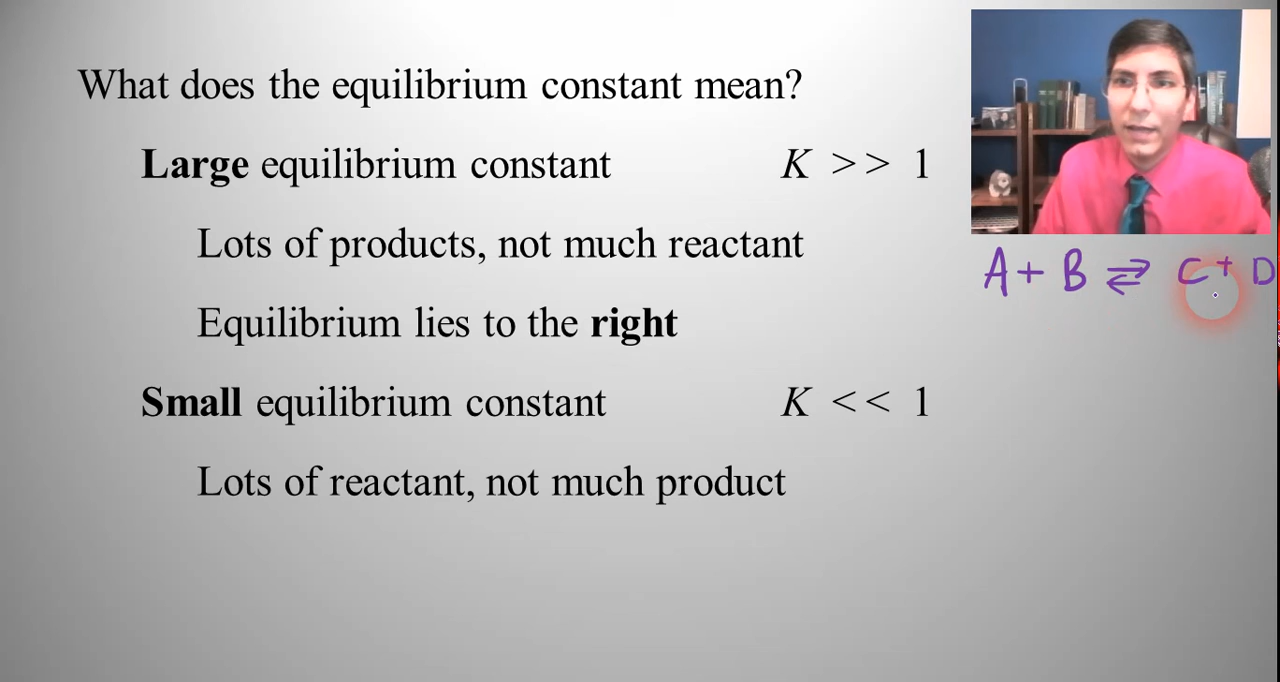 What does the equilibrium constant mean?
Large equilibrium constant K >> 1
Lots of products, not much reactant
A + B ⇄ C + D
Equilibrium lies to the right
Small equilibrium constant K << 1
Lots of reactant, not much product